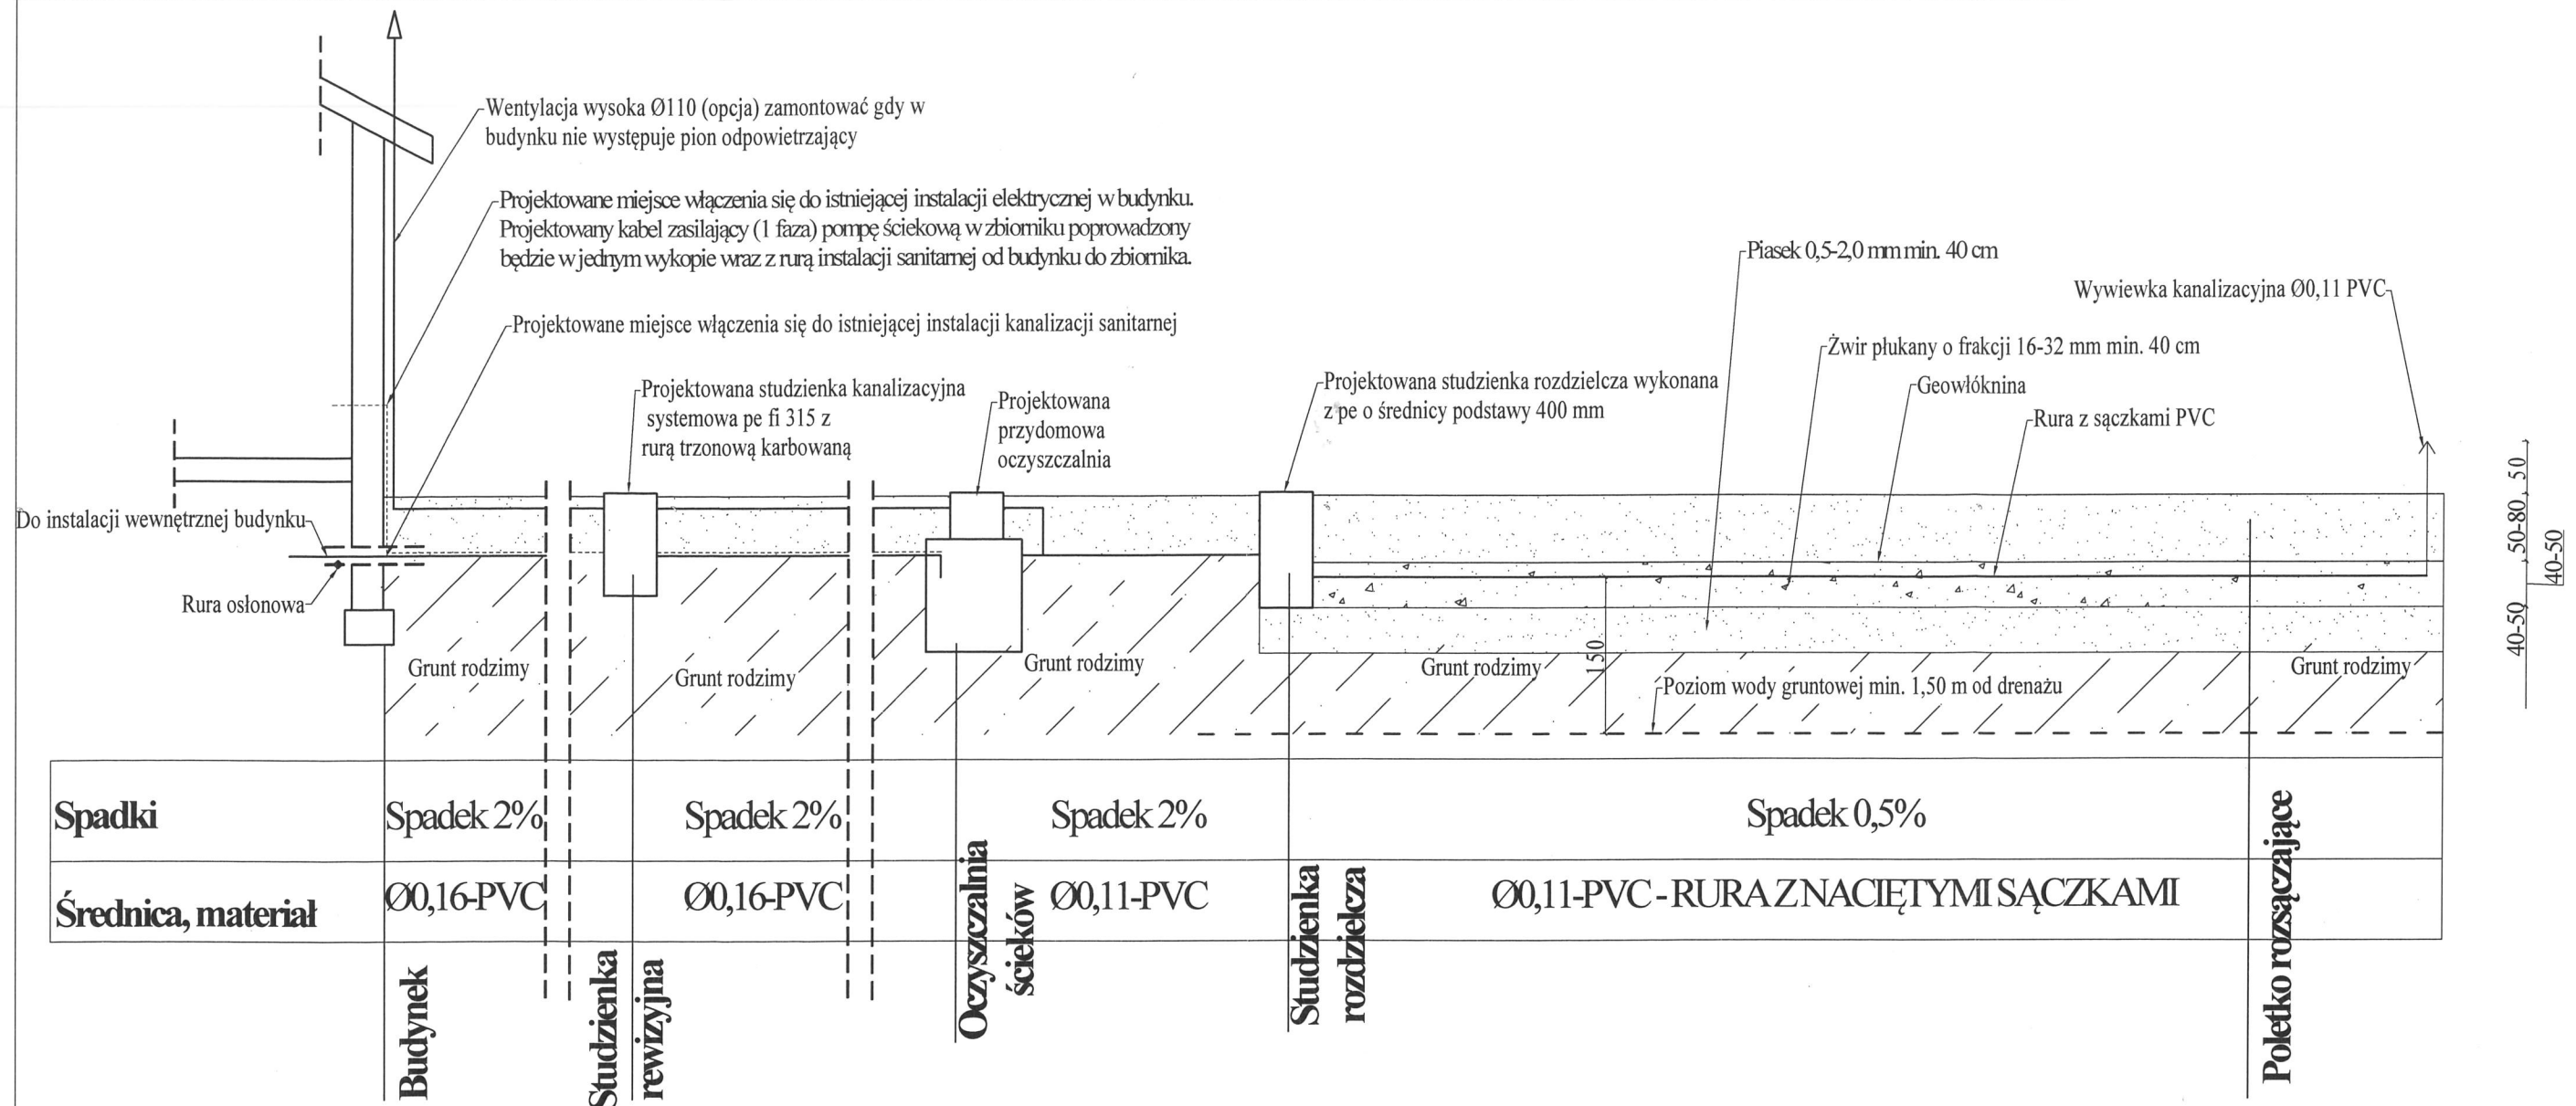 Wentylacja wysoka Ø110 (opcja) zamontować gdy w
budynku nie występuje pion odpowietrzający
Projektowane miejsce włączenia się do istniejącej instalacji elektrycznej w budynku.
Projektowany kabel zasilający (1 faza) pompę ściekową w zbiorniku poprowadzony
będzie w jednym wykopie wraz z rurą instalacji sanitarnej od budynku do zbiornika.
Projektowane miejsce włączenia się do istniejącej instalacji kanalizacji sanitarnej
Projektowana studzienka kanalizacyjna
systemowa pe fi 315 z
rurą trzonową karbowaną
Projektowana
przydomowa
oczyszczalnia
Projektowana studzienka rozdzielcza wykonana
z pe o średnicy podstawy 400 mm
Piasek 0,5-2,0 mm min. 40 cm
Wywiewka kanalizacyjna Ø0,11 PVC
Żwir płukany o frakcji 16-32 mm min. 40 cm
Geowłóknina
Rura z sączkami PVC
Do instalacji wewnętrznej budynku
Rura osłonowa
Grunt rodzimy
Grunt rodzimy
Grunt rodzimy
Grunt rodzimy
Grunt rodzimy
150
Poziom wody gruntowej min. 1,50 m od drenażu
50
50-80
40-50
40-50
Spadki
Spadek 2%
Spadek 2%
Spadek 2%
Spadek 0,5%
Średnica, materiał
Ø0,16-PVC
Ø0,16-PVC
Ø0,11-PVC
Ø0,11-PVC - RURA Z NACIĘTYMI SĄCZKAMI
Budynek
Studzienka
rewizyjna
Oczyszczalnia
ścieków
Studzienka
rozdzielcza
Poletko rozsączające